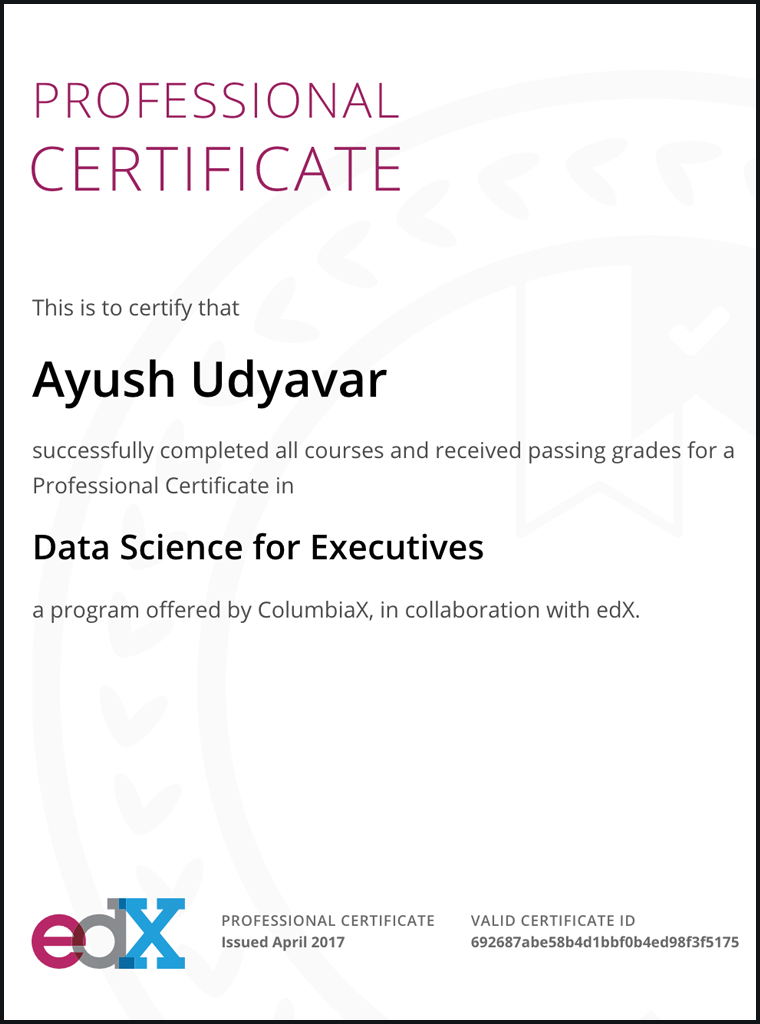 PROFESSIONAL
CERTIFICATE
This is to certify that
Ayush Udyavar
successfully completed all courses and received passing grades for a
Professional Certificate in
Data Science for Executives
a program offered by ColumbiaX, in collaboration with edX.
edX
PROFESSIONAL CERTIFICATE
Issued April 2017
VALID CERTIFICATE ID
692687abe58b4d1bbf0b4ed98f3f5175